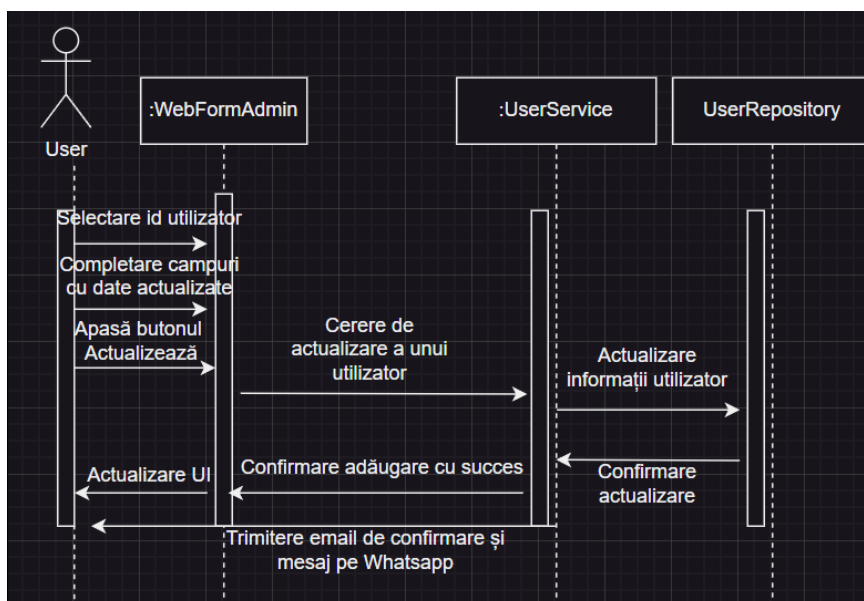 :WebFormAdmin
:UserService
UserRepository
User
Selectare id utilizator
Completare campuri
cu date actualizate
Apasă butonul
Actualizează
Cerere de
actualizare a unui
utilizator
Actualizare
informații utilizator
Confirmare
actualizare
Confirmare adăugare cu succes
Actualizare UI
Trimitere email de confirmare și
mesaj pe Whatsapp